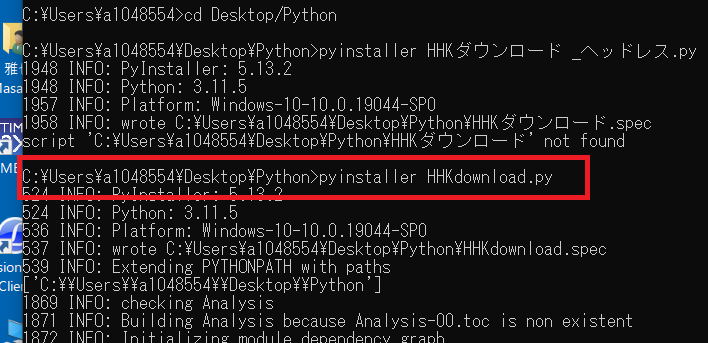 C:¥Users¥a1048554>cd Desktop/Python
C:¥Users¥a1048554¥Desktop¥Python>pyinstaller HHKダウンロード _ヘッドレス.py
1948 INFO: PyInstaller: 5.13.2
1948 INFO: Python: 3.11.5
1957 INFO: Platform: Windows-10-10.0.19044-SP0
1958 INFO: wrote C:¥Users¥a1048554¥Desktop¥Python¥HHKダウンロード.spec
script 'C:¥Users¥a1048554¥Desktop¥Python¥HHKダウンロード' not found
C:¥Users¥a1048554¥Desktop¥Python>pyinstaller HHKdownload.py
524 INFO: PyInstaller: 5.13.2
524 INFO: Python: 3.11.5
536 INFO: Platform: Windows-10-10.0.19044-SP0
537 INFO: wrote C:¥Users¥a1048554¥Desktop¥Python¥HHKdownload.spec
539 INFO: Extending PYTHONPATH with paths
['C:¥¥Users¥¥a1048554¥¥Desktop¥¥Python']
1869 INFO: checking Analysis
1871 INFO: Building Analysis because Analysis-00.toc is non existent
1872 INFO: Initializing module dependency graph
雅
Masa
TIM
ME
Clie